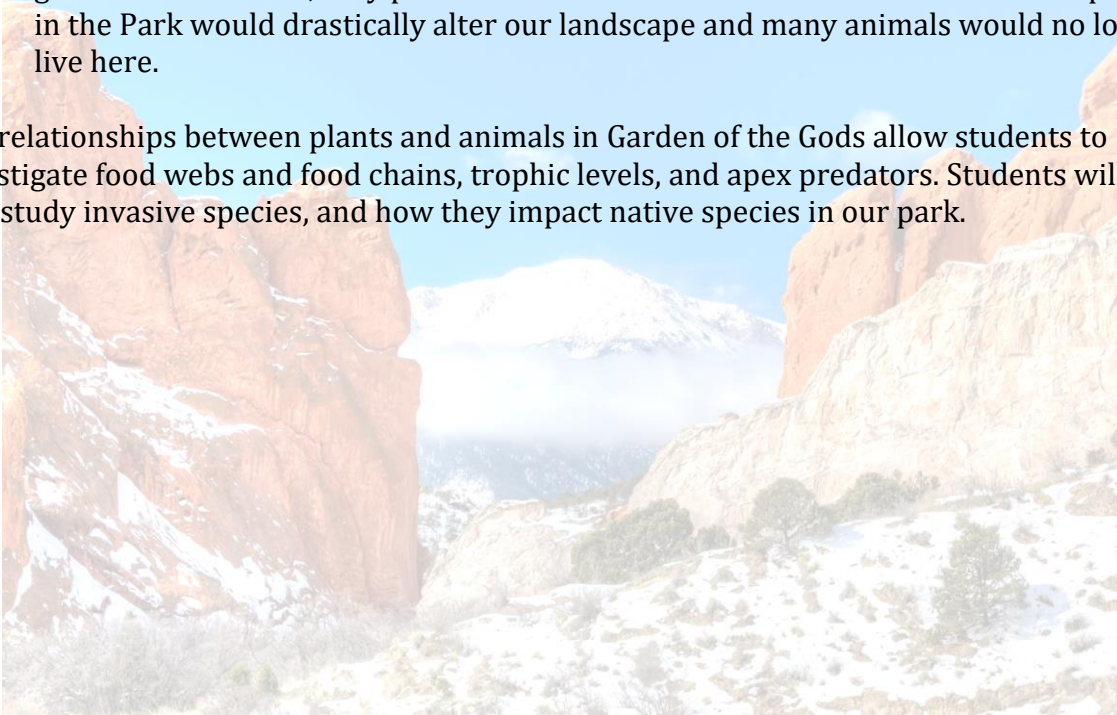 in the Park would drastically alter our landscape and many animals would no
live here.
relationships between plants and animals in Garden of the Gods allow students to
food webs and food chains, trophic levels, and apex predators. Students
study invasive species, and how they impact native species in our park.